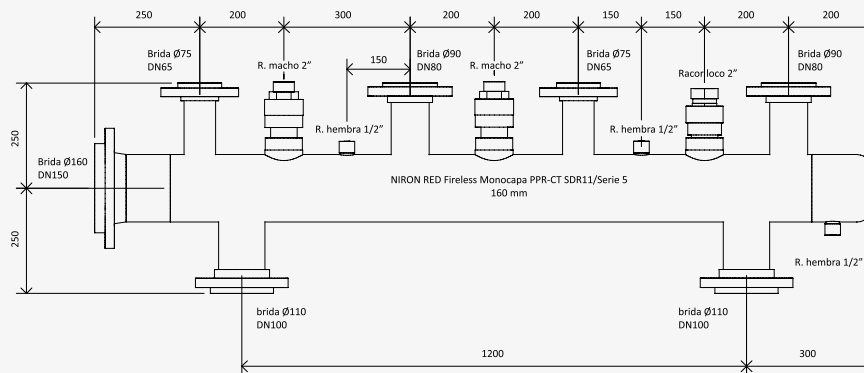 250
200
300
200
200
150
150
200
200
Brida Ø75
DN65
R. macho 2”
Brida Ø90
DN80
R. macho 2”
Brida Ø75
DN65
Racor loco 2”
Brida Ø90
DN80
150
R. hembra 1/2”
R. hembra 1/2”
250
Brida Ø160
DN150
NIRON RED Fireless Monocapa PPR-CT SDR11/Serie 5
160 mm
250
R. hembra 1/2”
brida Ø110
DN100
brida Ø110
DN100
1200
300